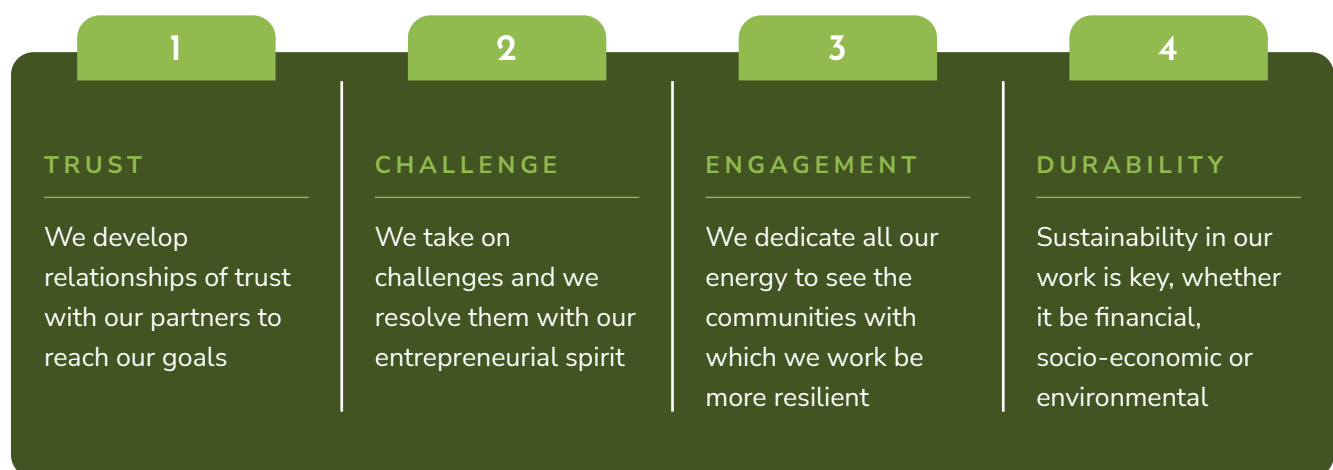 1
TRUST
We develop
relationships of trust
with our partners to
reach our goals
2
CHALLENGE
We take on
challenges and we
resolve them with our
entrepreneurial spirit
3
ENGAGEMENT
We dedicate all our
energy to see the
communities with
which we work be
more resilient
4
DURABILITY
Sustainability in our
work is key, whether
it be financial,
socio-economic or
environmental